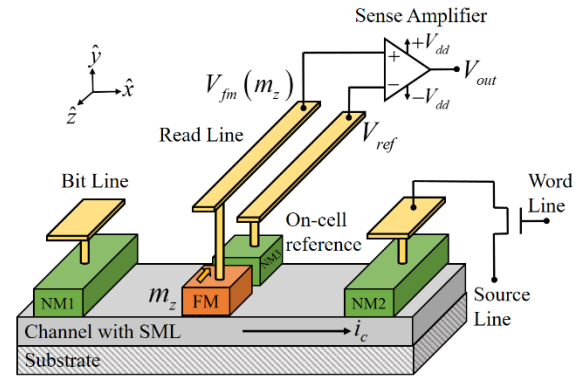 Sense Amplifier
+V_dd
+
−
V_out
−V_dd
ŷ
x̂
ẑ
V_fm (m_z)
Read Line
V_ref
Bit Line
On-cell
reference
Word
Line
NM1
m_z
FM
NM3
NM2
Source
Line
Channel with SML
i_c
Substrate